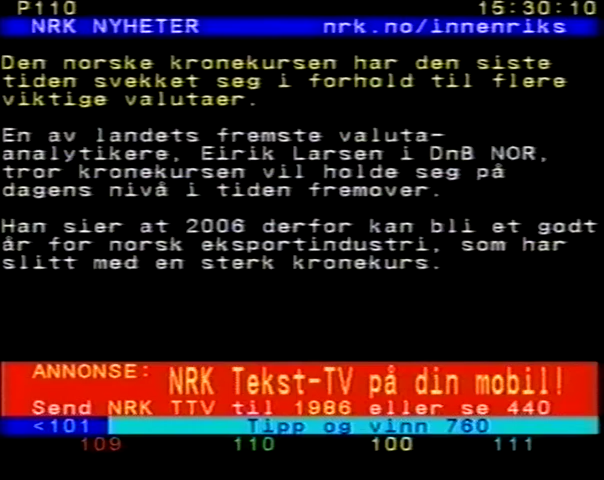 P110 15:30:10
NRK NYHETER nrk.no/innenriks
Den norske kronekursen har den siste
tiden svekket seg i forhold til flere
viktige valutaer.
En av landets fremste valuta-
analytikere, Eirik Larsen i DnB NOR,
tror kronekursen vil holde seg på
dagens nivå i tiden fremover.
Han sier at 2006 derfor kan bli et godt
år for norsk eksportindustri, som har
slitt med en sterk kronekurs.
ANNONSE: NRK Tekst-TV på din mobil!
Send NRK TTV til 1986 eller se 440
<101 Tipp og vinn 760
109 110 100 111